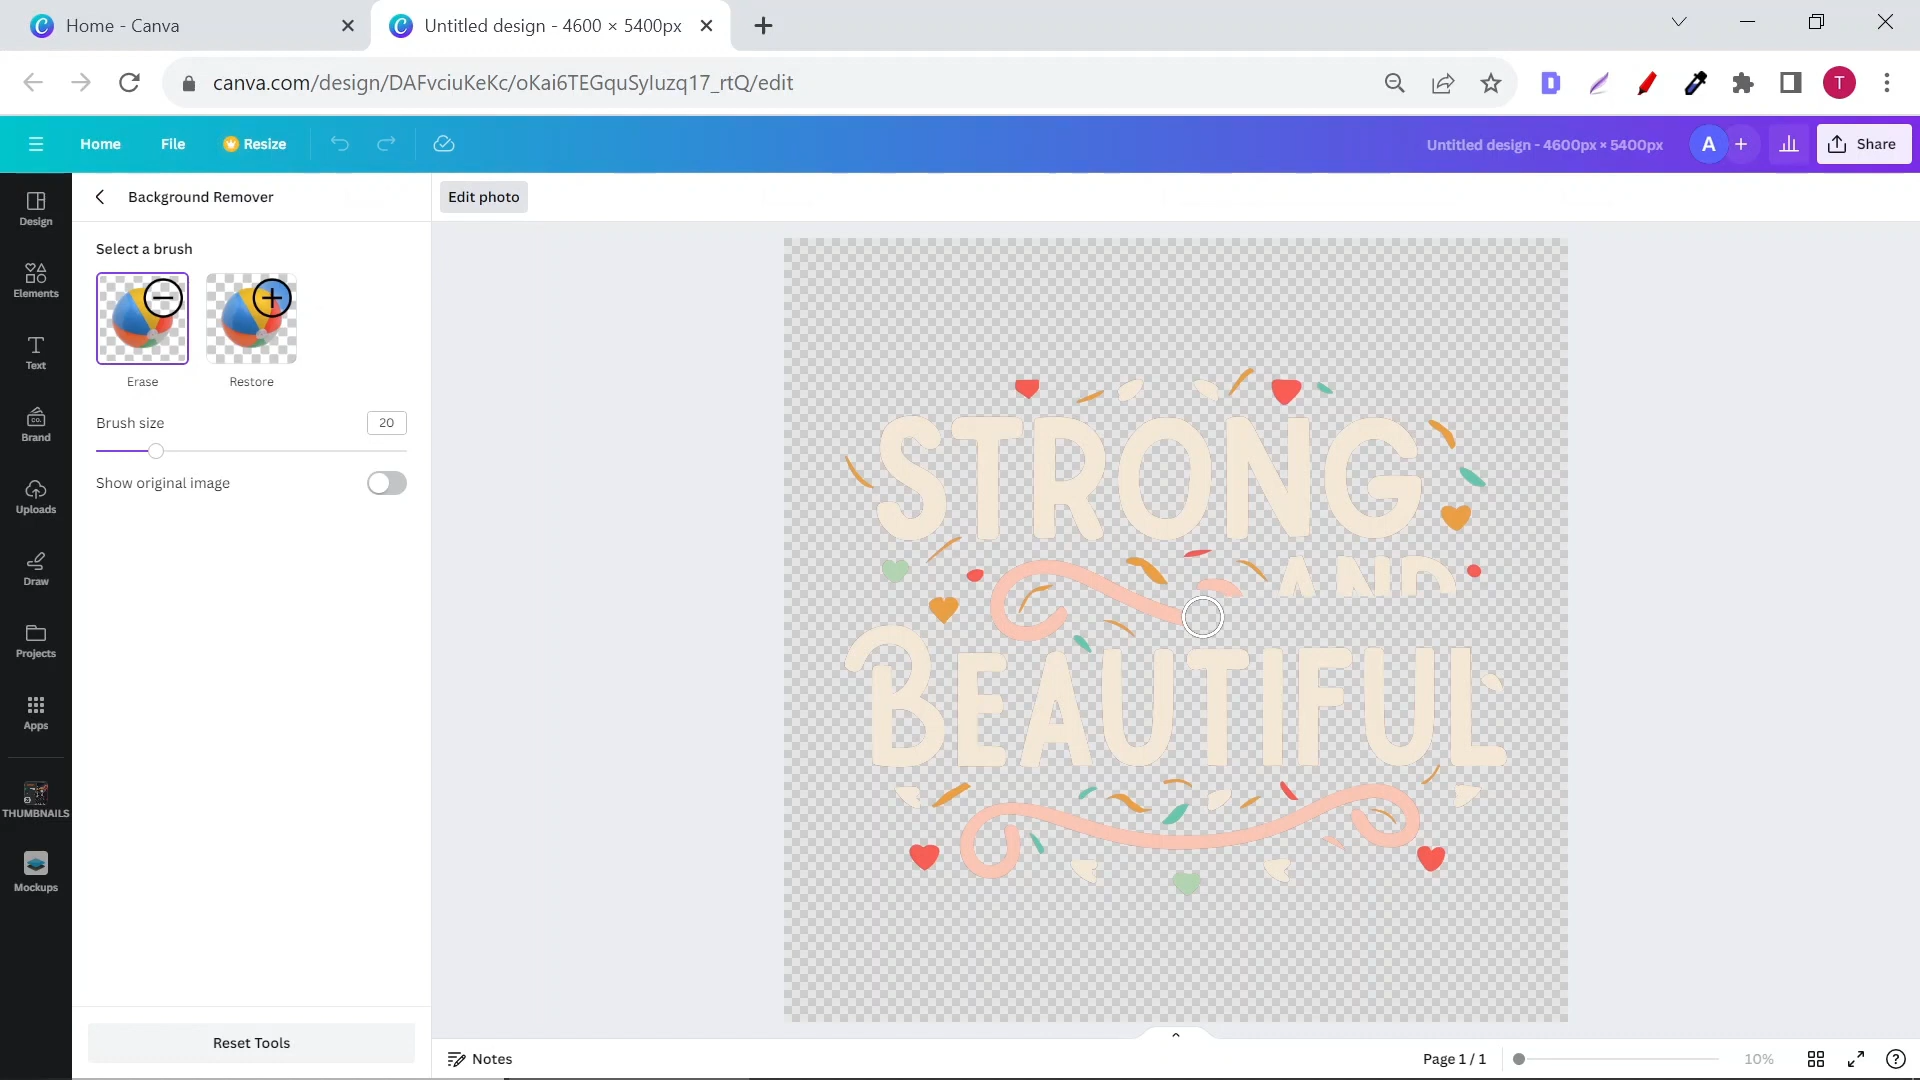 Home - Canva
Untitled design - 4600 × 5400px
canva.com/design/DAFvciuKeKc/oKai6TEGquSyluzq17_rtQ/edit
T
Home
File
Resize
Untitled design - 4600px × 5400px
A
Share
Design
Elements
Text
Brand
Uploads
Draw
Projects
Apps
THUMBNAILS
Mockups
Background Remover
Select a brush
Erase
Restore
Brush size
20
Show original image
Reset Tools
Edit photo
STRONG
AND
BEAUTIFUL
Notes
Page 1 / 1
10%